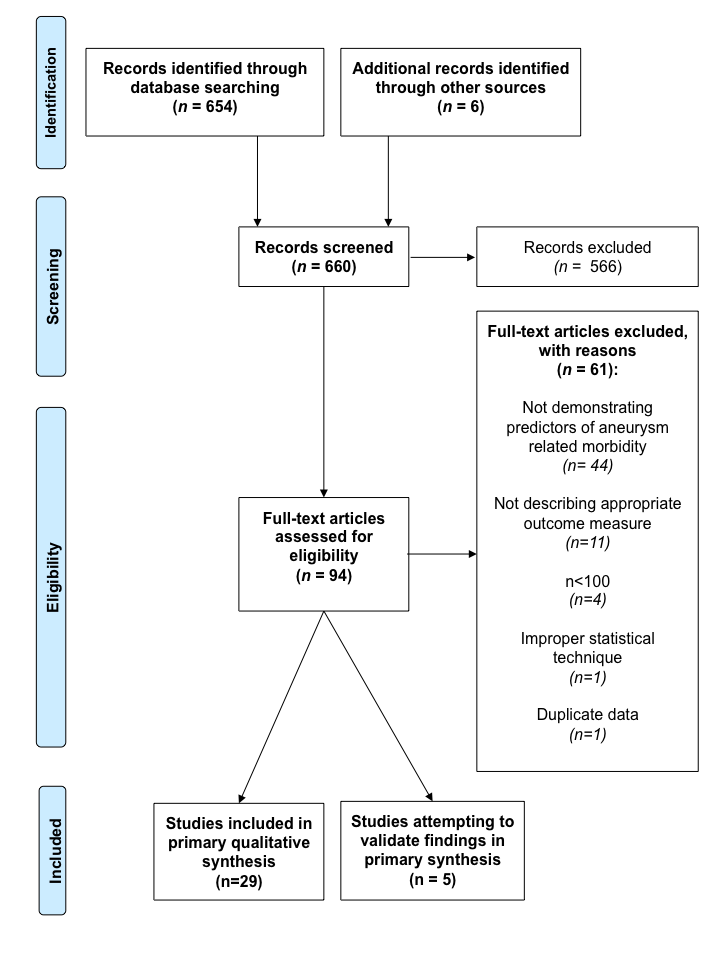 Identification
Records identified through
database searching
(n = 654)
Additional records identified
through other sources
(n = 6)
Screening
Records screened
(n = 660)
Records excluded
(n =  566)
Full-text articles excluded,
with reasons
(n = 61):
Not demonstrating
predictors of aneurysm
related morbidity
(n= 44)
Not describing appropriate
outcome measure
(n=11)
n<100
(n=4)
Improper statistical
technique
(n=1)
Duplicate data
(n=1)
Eligibility
Full-text articles
assessed for
eligibility
(n = 94)
Included
Studies included in
primary qualitative
synthesis
(n=29)
Studies attempting to
validate findings in
primary synthesis
(n = 5)